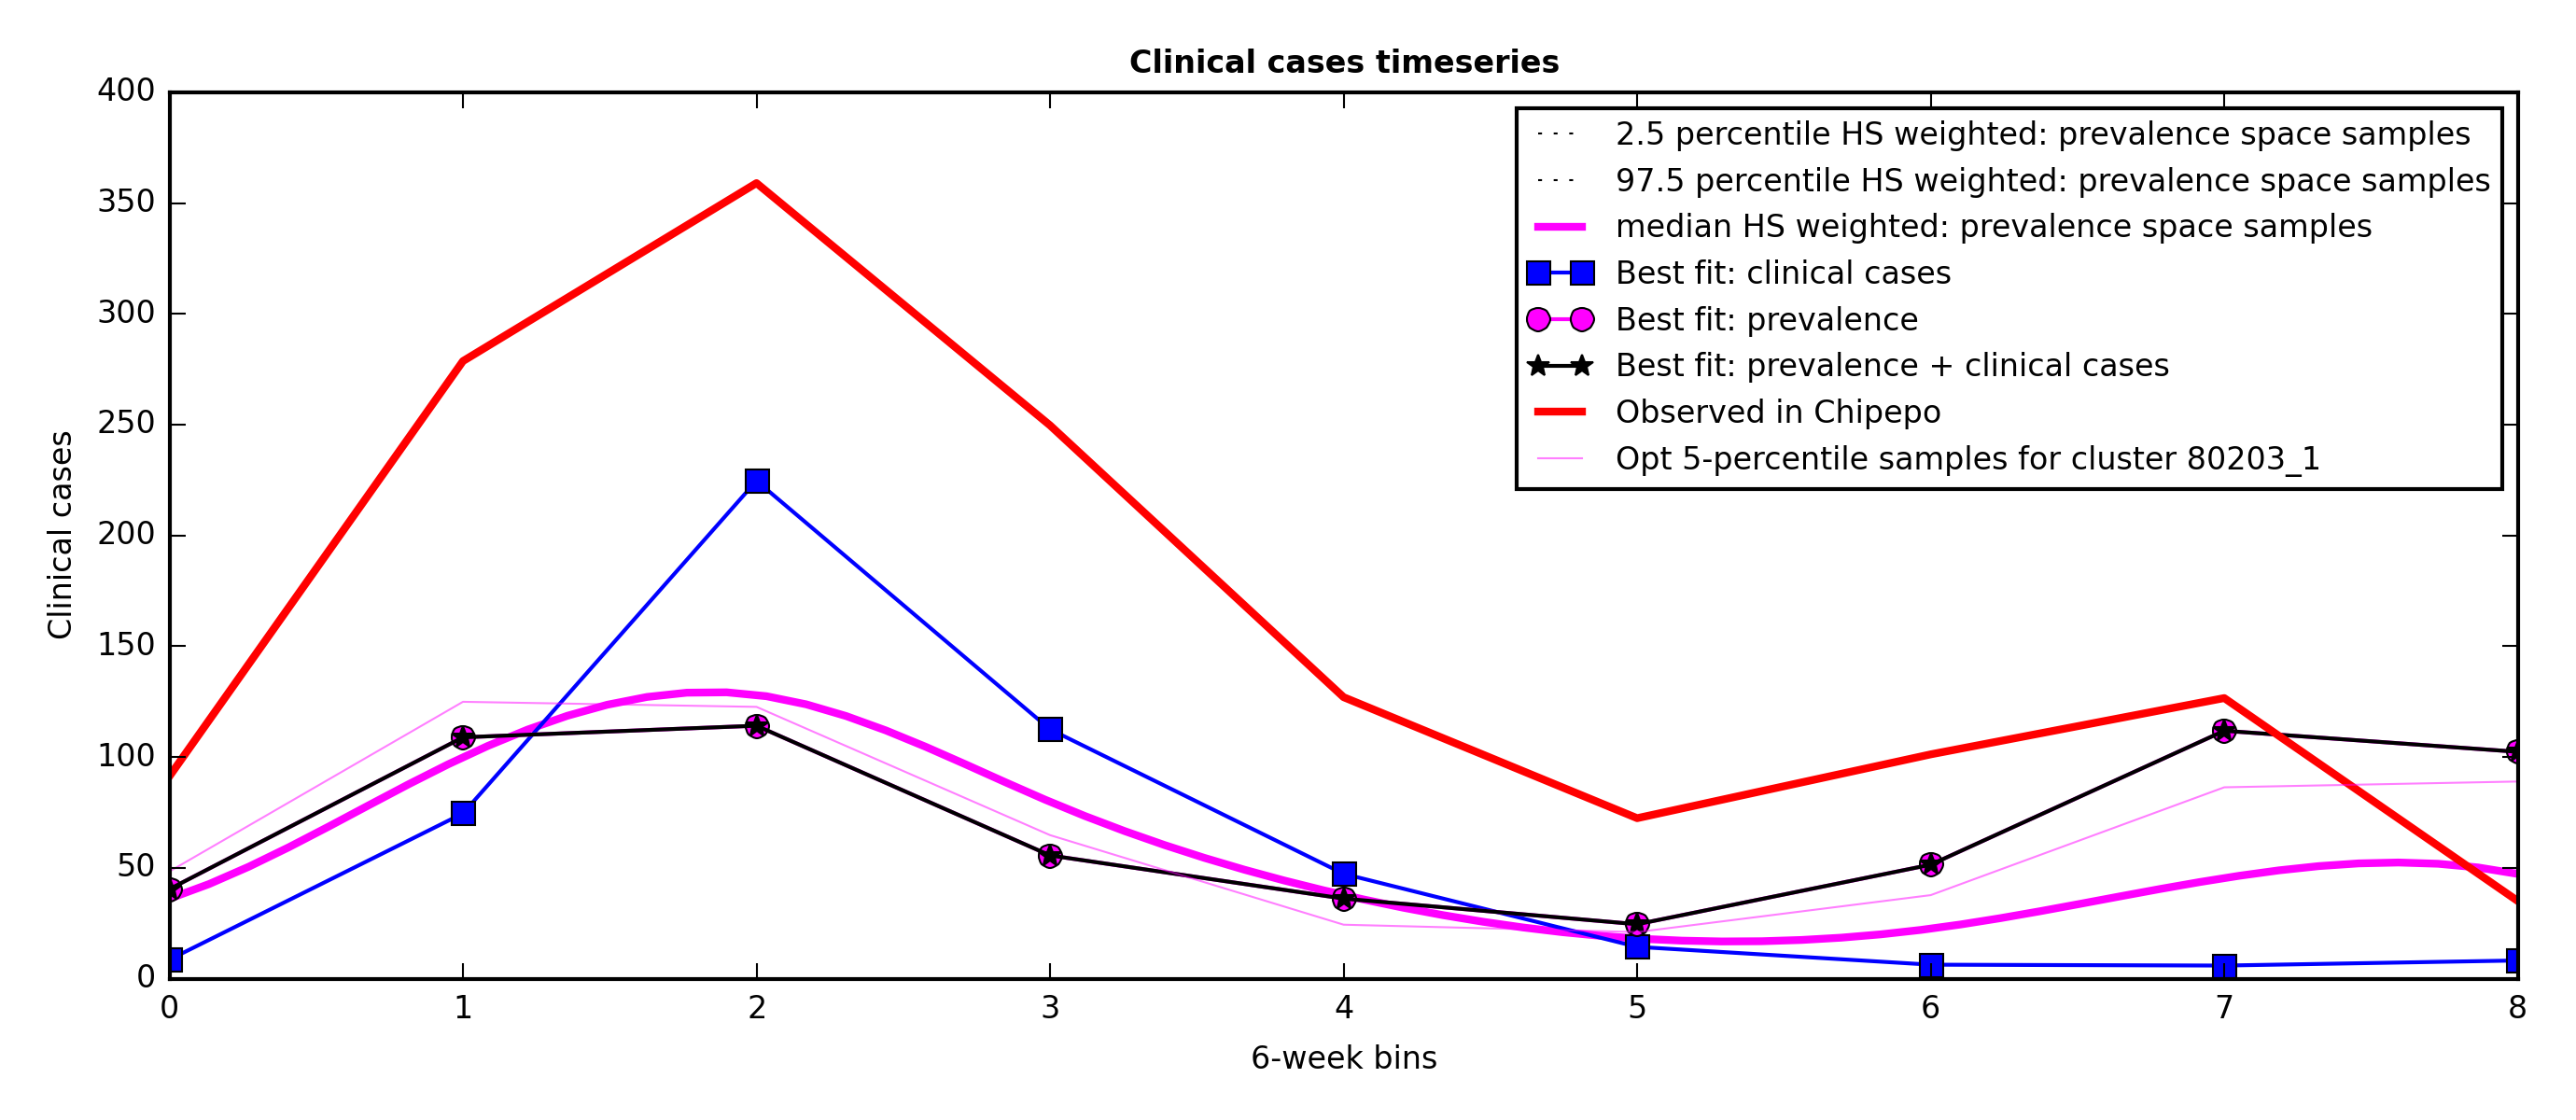 Clinical cases timeseries
400
350
300
250
200
150
100
50
0
Clinical cases
2.5 percentile HS weighted: prevalence space samples
97.5 percentile HS weighted: prevalence space samples
median HS weighted: prevalence space samples
Best fit: clinical cases
Best fit: prevalence
Best fit: prevalence + clinical cases
Observed in Chipepo
Opt 5-percentile samples for cluster 80203_1
0 1 2 3 4 5 6 7 8
6-week bins